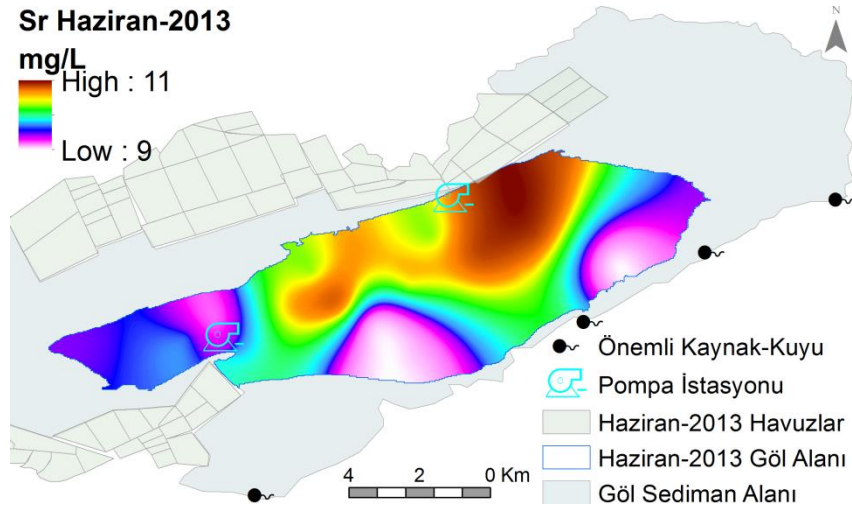 Sr Haziran-2013
mg/L
High : 11
Low : 9
N
Önemli Kaynak-Kuyu
Pompa İstasyonu
Haziran-2013 Havuzlar
Haziran-2013 Göl Alanı
Göl Sediman Alanı
4 2 0 Km